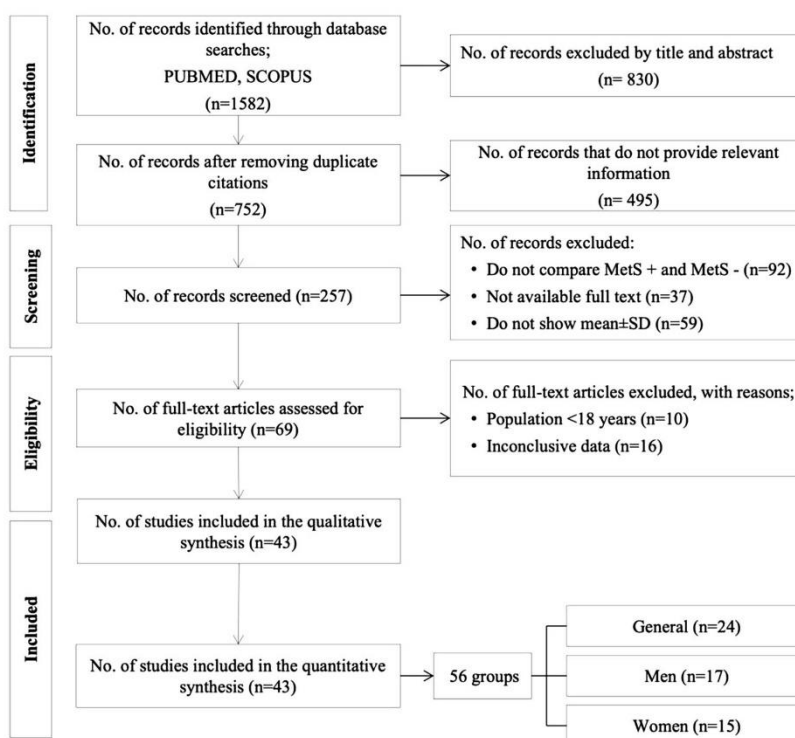 Identification
No. of records identified through database
searches;
PUBMED, SCOPUS
(n=1582)
No. of records excluded by title and abstract
(n= 830)
No. of records after removing duplicate
citations
(n=752)
No. of records that do not provide relevant
information
(n= 495)
Screening
No. of records screened (n=257)
No. of records excluded:
• Do not compare MetS + and MetS - (n=92)
• Not available full text (n=37)
• Do not show mean±SD (n=59)
Eligibility
No. of full-text articles assessed for
eligibility (n=69)
No. of full-text articles excluded, with reasons;
• Population <18 years (n=10)
• Inconclusive data (n=16)
Included
No. of studies included in the qualitative
synthesis (n=43)
No. of studies included in the quantitative
synthesis (n=43)
56 groups
General (n=24)
Men (n=17)
Women (n=15)